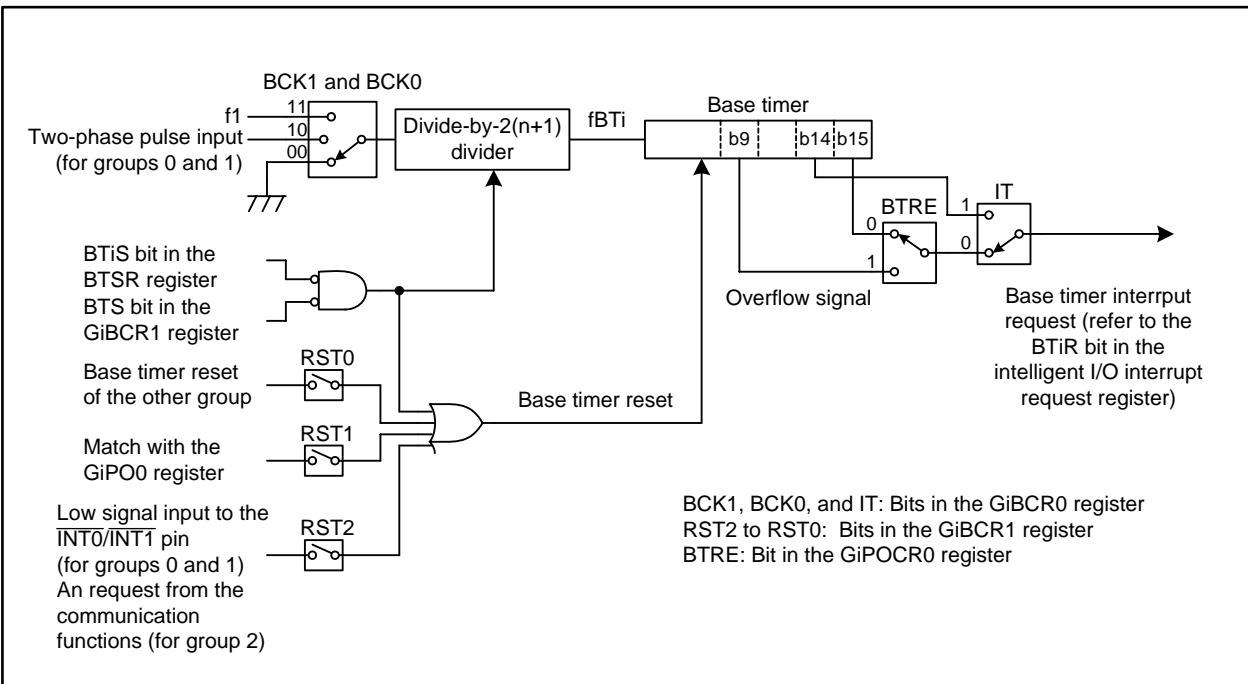 BCK1 and BCK0
f1
11
Two-phase pulse input
(for groups 0 and 1)
10
00
Divide-by-2(n+1)
divider
fBTi
Base timer
b9
b14
b15
BTRE
0
1
IT
1
0
Overflow signal
Base timer interrput
request (refer to the
BTiR bit in the
intelligent I/O interrupt
request register)
BTiS bit in the
BTSR register
BTS bit in the
GiBCR1 register
Base timer reset
of the other group
RST0
Match with the
GiPO0 register
RST1
Low signal input to the
INT0/INT1 pin
(for groups 0 and 1)
An request from the
communication
functions (for group 2)
RST2
Base timer reset
BCK1, BCK0, and IT: Bits in the GiBCR0 register
RST2 to RST0: Bits in the GiBCR1 register
BTRE: Bit in the GiPOCR0 register